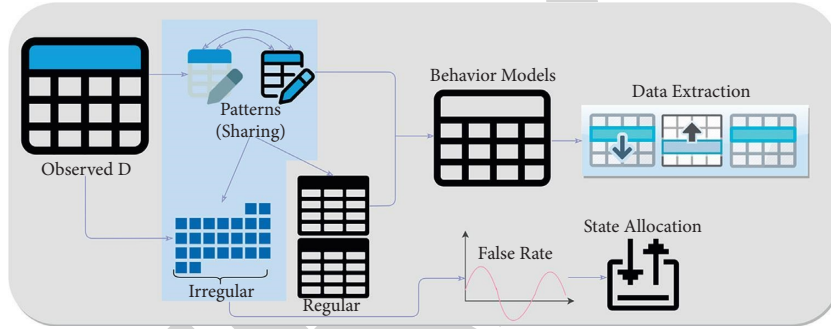 Observed D
Patterns
(Sharing)
Irregular
Regular
Behavior Models
Data Extraction
False Rate
State Allocation